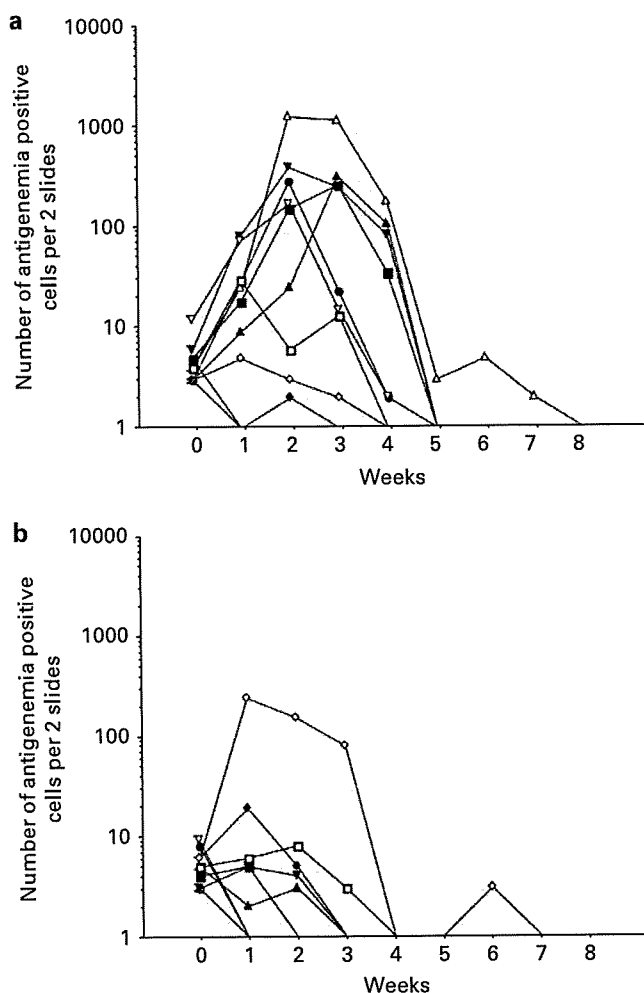 a
10000
1000
100
10
1
Number of antigenemia positive
cells per 2 slides
0 1 2 3 4 5 6 7 8
Weeks
b
10000
1000
100
10
1
Number of antigenemia positive
cells per 2 slides
0 1 2 3 4 5 6 7 8
Weeks